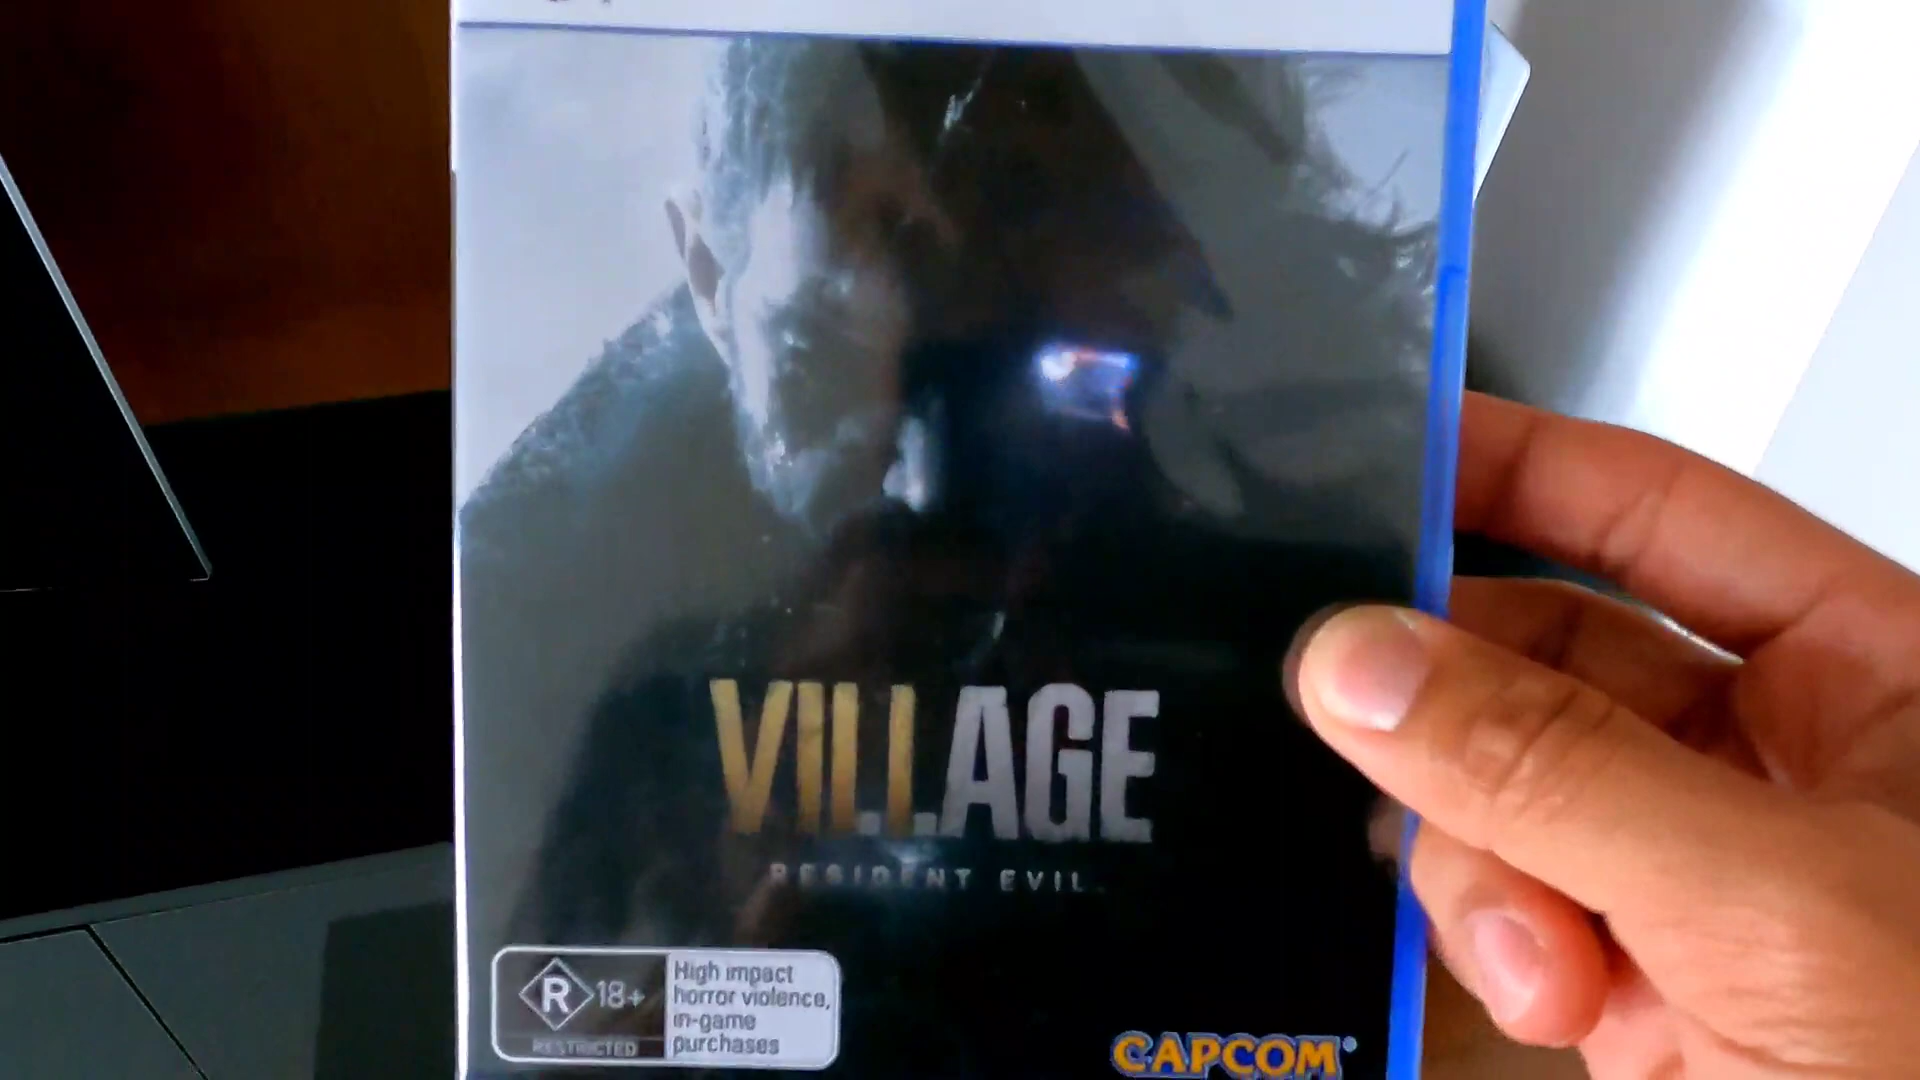 VILLAGE
RESIDENT EVIL
R 18+
RESTRICTED
High impact
horror violence,
in-game
purchases
CAPCOM